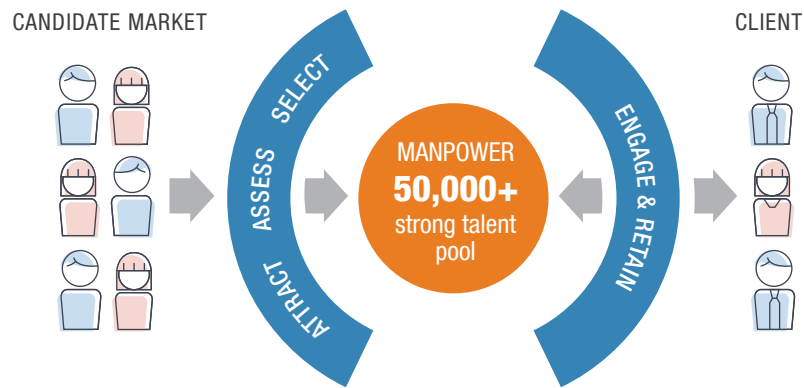 CANDIDATE MARKET
CLIENT
ATTRACT ASSESS SELECT
MANPOWER
50,000+
strong talent
pool
ENGAGE & RETAIN